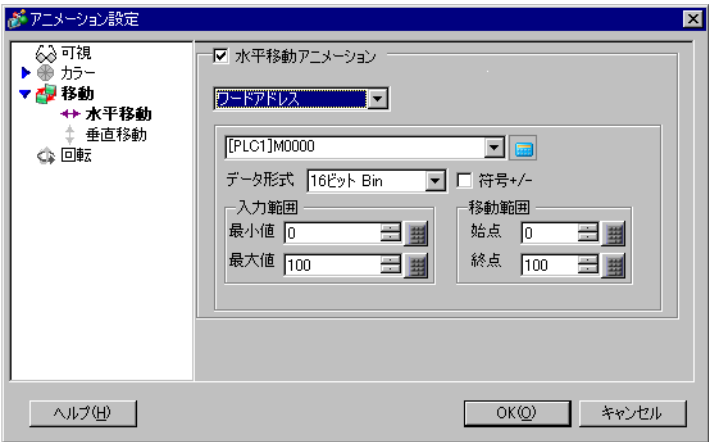 アニメーション設定
可視
カラー
移動
水平移動
垂直移動
回転
水平移動アニメーション
ワードアドレス
[PLC1]M0000
データ形式 16ビット Bin 符号+/-
入力範囲
最小値 0
最大値 100
移動範囲
始点 0
終点 100
ヘルプ(H) OK(O) キャンセル